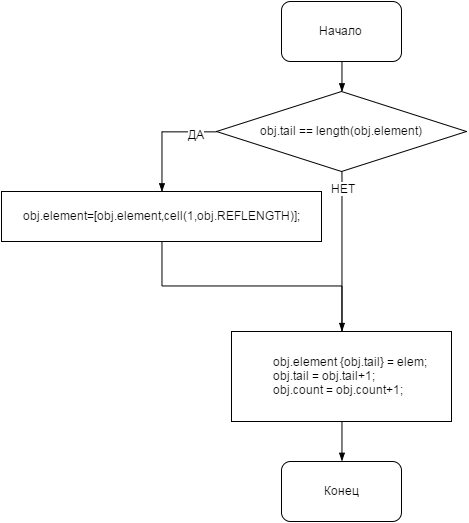 Начало
obj.tail == length(obj.element)
ДА
НЕТ
obj.element=[obj.element,cell(1,obj.REFLENGTH)];
obj.element {obj.tail} = elem;
obj.tail = obj.tail+1;
obj.count = obj.count+1;
Конец